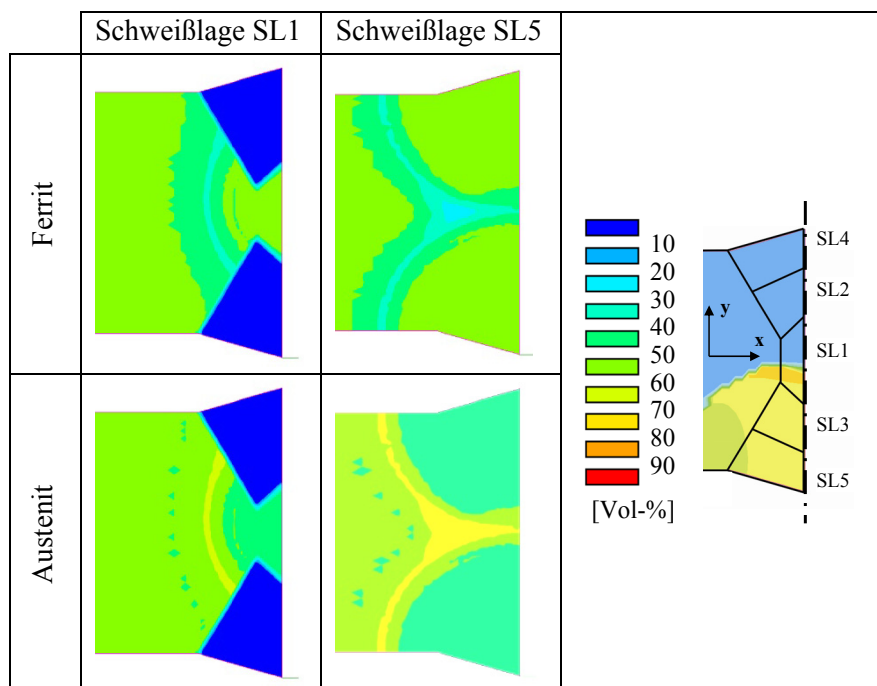 Schweißlage SL1
Schweißlage SL5
Ferrit
Austenit
10
20
30
40
50
60
70
80
90
[Vol-%]
y
x
SL4
SL2
SL1
SL3
SL5